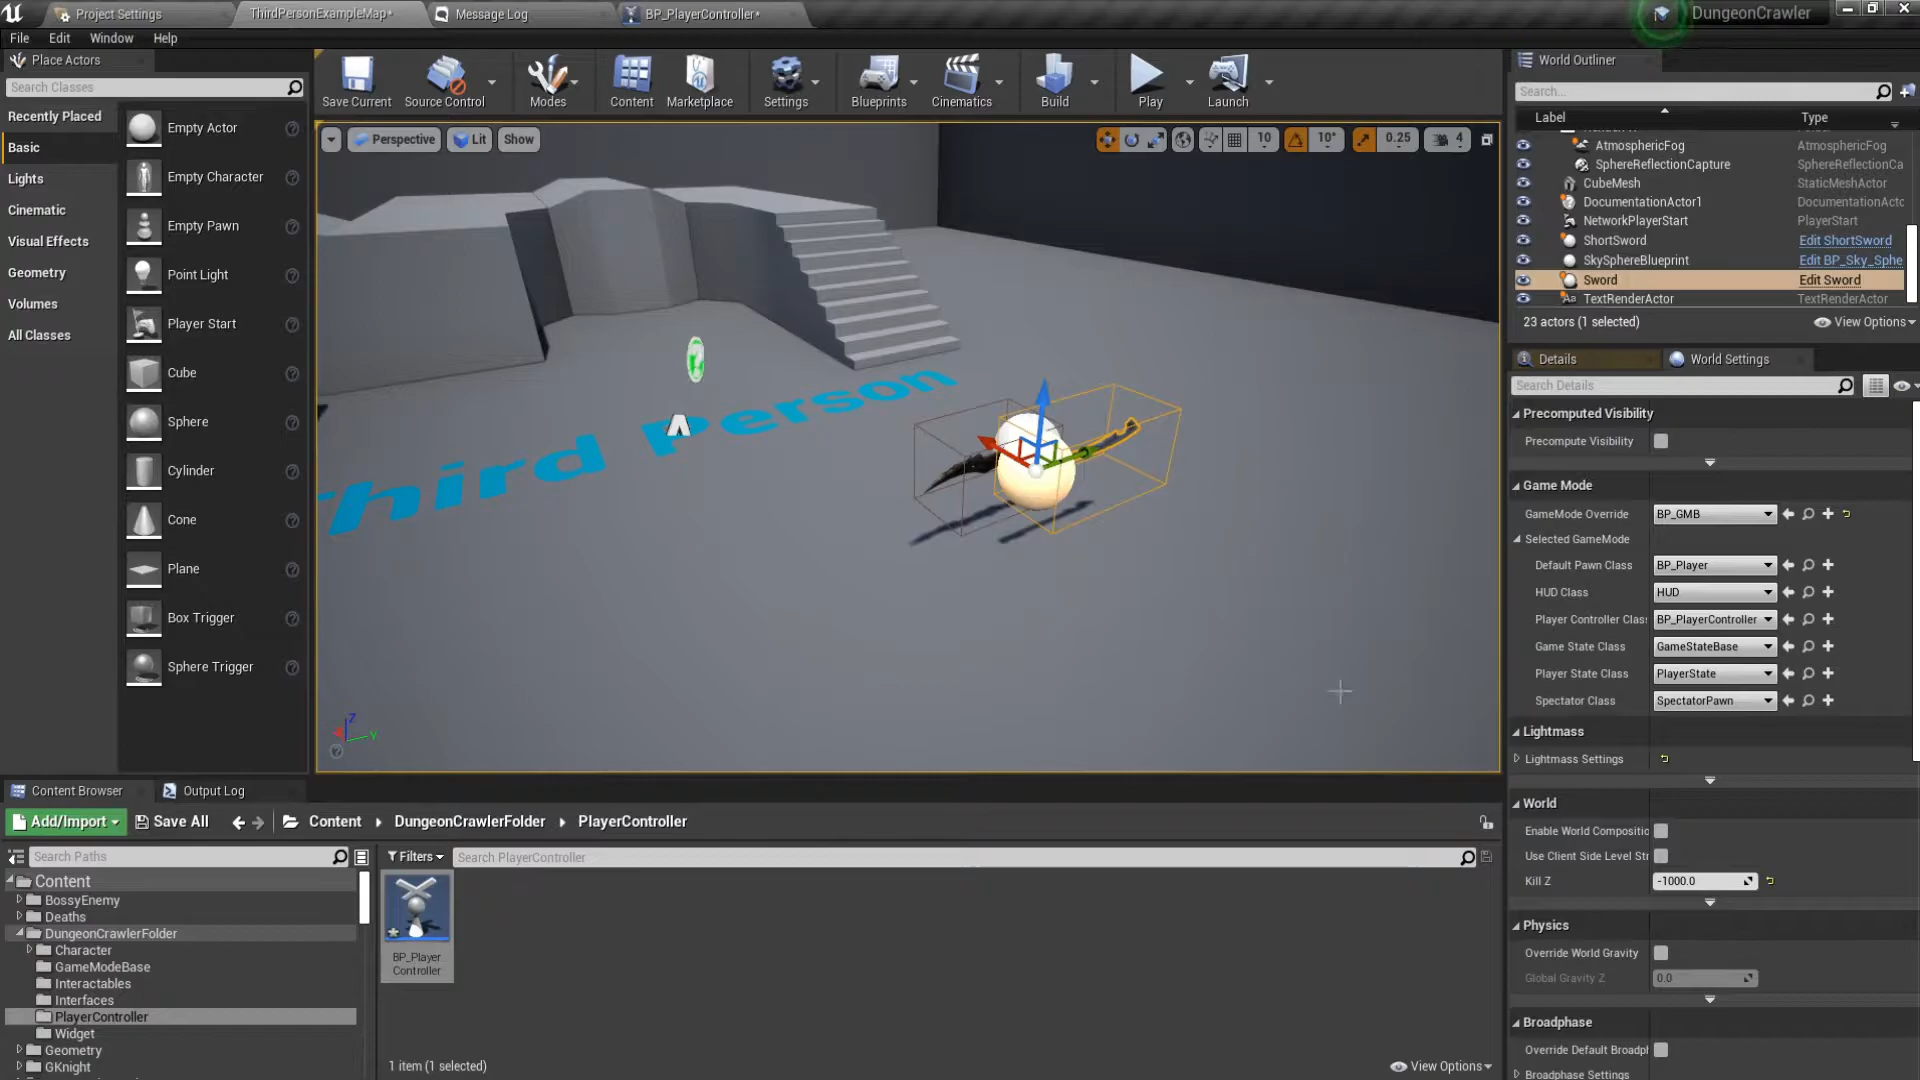 Project Settings
ThirdPersonExampleMap*
Message Log
BP_PlayerController*
DungeonCrawler
File Edit Window Help
Place Actors
Search Classes
Recently Placed
Basic
Lights
Cinematic
Visual Effects
Geometry
Volumes
All Classes
Empty Actor
Empty Character
Empty Pawn
Point Light
Player Start
Cube
Sphere
Cylinder
Cone
Plane
Box Trigger
Sphere Trigger
Save Current
Source Control
Modes
Content
Marketplace
Settings
Blueprints
Cinematics
Build
Play
Launch
Perspective
Lit
Show
10
10°
0.25
4
Third Person
Z
Y
World Outliner
Search...
Label Type
AtmosphericFog AtmosphericFog
SphereReflectionCapture SphereReflectionCa
CubeMesh StaticMeshActor
DocumentationActor1 DocumentationActo
NetworkPlayerStart PlayerStart
ShortSword Edit ShortSword
SkySphereBlueprint Edit BP_Sky_Sphe
Sword Edit Sword
TextRenderActor TextRenderActor
23 actors (1 selected) View Options
Details
World Settings
Search Details
Precomputed Visibility
Precompute Visibility
Game Mode
GameMode Override BP_GMB
Selected GameMode
Default Pawn Class BP_Player
HUD Class HUD
Player Controller Clas: BP_PlayerController
Game State Class GameStateBase
Player State Class PlayerState
Spectator Class SpectatorPawn
Lightmass
Lightmass Settings
World
Enable World Compositio
Use Client Side Level Str
Kill Z -1000.0
Physics
Override World Gravity
Global Gravity Z 0.0
Broadphase
Override Default Broadpl
Broadphase Settings
Content Browser
Output Log
Add/Import
Save All
Content
DungeonCrawlerFolder
PlayerController
Search Paths
Filters
Search PlayerController
Content
BossyEnemy
Deaths
DungeonCrawlerFolder
Character
GameModeBase
Interactables
Interfaces
PlayerController
Widget
Geometry
GKnight
BP_Player
Controller
1 item (1 selected)
View Options